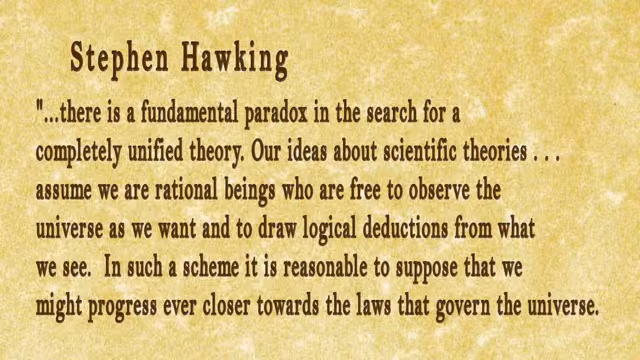 Stephen Hawking
"...there is a fundamental paradox in the search for a
completely unified theory. Our ideas about scientific theories . . .
assume we are rational beings who are free to observe the
universe as we want and to draw logical deductions from what
we see.  In such a scheme it is reasonable to suppose that we
might progress ever closer towards the laws that govern the universe.